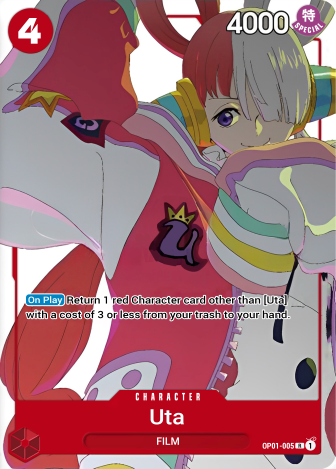 4
4000
特
SPECIAL
On Play Return 1 red Character card other than [Uta]
with a cost of 3 or less from your trash to your hand.
CHARACTER
Uta
FILM
OP01-005 R 1